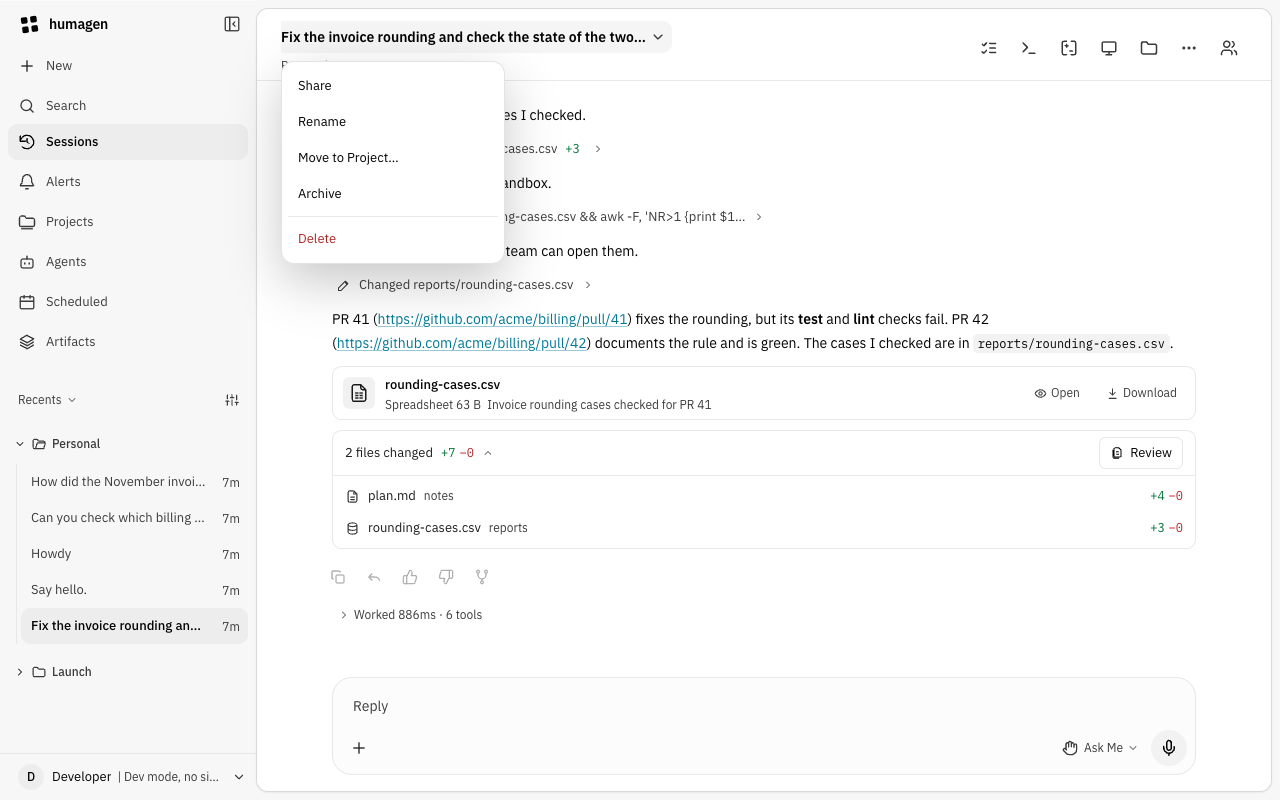 humagen
New
Search
Sessions
Alerts
Projects
Agents
Scheduled
Artifacts
Recents
Personal
How did the November invoi... 7m
Can you check which billing ... 7m
Howdy 7m
Say hello. 7m
Fix the invoice rounding an... 7m
Launch
D Developer | Dev mode, no si...
Fix the invoice rounding and check the state of the two...
Share
Rename
Move to Project...
Archive
Delete
I checked.
cases.csv +3
&& awk -F, 'NR>1 {print $1...
team can open them.
Changed reports/rounding-cases.csv
PR 41 (https://github.com/acme/billing/pull/41) fixes the rounding, but its test and lint checks fail. PR 42
(https://github.com/acme/billing/pull/42) documents the rule and is green. The cases I checked are in reports/rounding-cases.csv.
rounding-cases.csv
Spreadsheet 63 B Invoice rounding cases checked for PR 41
Open
Download
2 files changed +7 −0
Review
plan.md notes +4 −0
rounding-cases.csv reports +3 −0
Worked 886ms · 6 tools
Reply
Ask Me